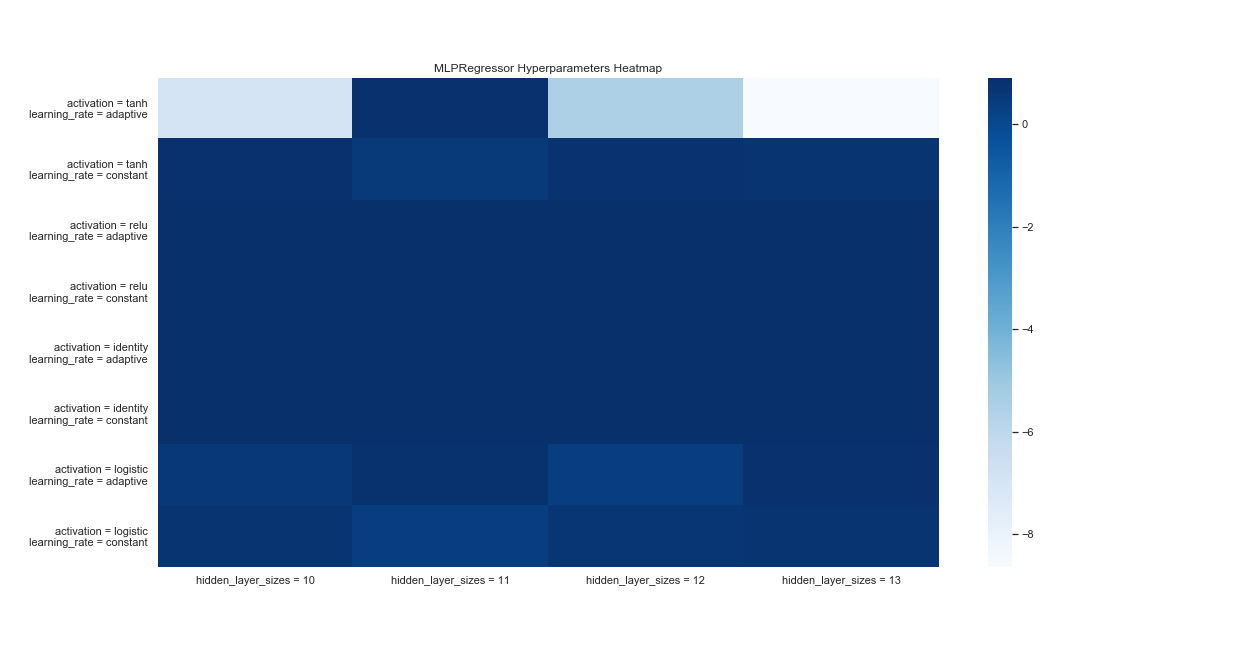 MLPRegressor Hyperparameters Heatmap
activation = tanh
learning_rate = adaptive
activation = tanh
learning_rate = constant
activation = relu
learning_rate = adaptive
activation = relu
learning_rate = constant
activation = identity
learning_rate = adaptive
activation = identity
learning_rate = constant
activation = logistic
learning_rate = adaptive
activation = logistic
learning_rate = constant
hidden_layer_sizes = 10
hidden_layer_sizes = 11
hidden_layer_sizes = 12
hidden_layer_sizes = 13
0
−2
−4
−6
−8